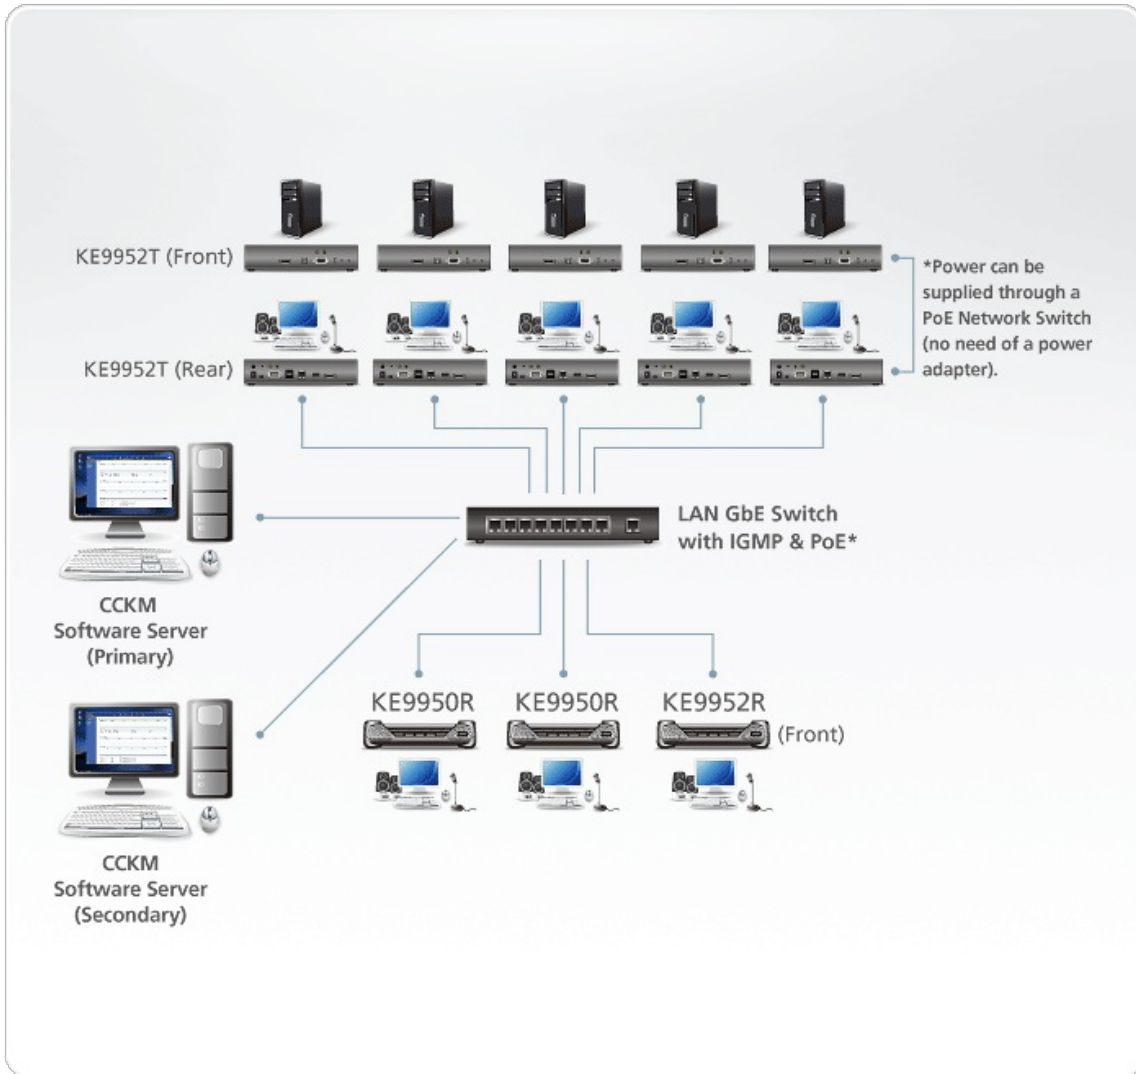 KE9952T (Front)
*Power can be
supplied through a
PoE Network Switch
(no need of a power
adapter).
KE9952T (Rear)
LAN GbE Switch
with IGMP & PoE*
CCKM
Software Server
(Primary)
KE9950R
KE9950R
KE9952R
(Front)
CCKM
Software Server
(Secondary)